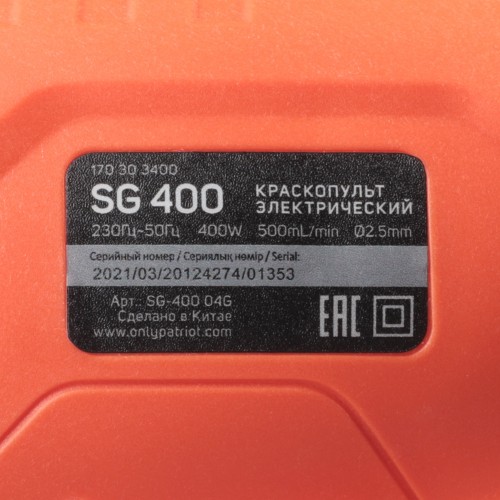 170 30 3400
SG 400 КРАСКОПУЛЬТ ЭЛЕКТРИЧЕСКИЙ
230Гц~50Гц 400W 500mL/min Ø2.5mm
Серийный номер / Сериялық нөмір / Serial:
2021/03/20124274/01353
Арт.: SG-400 04G
Сделано в Китае
www.onlypatriot.com
EAC